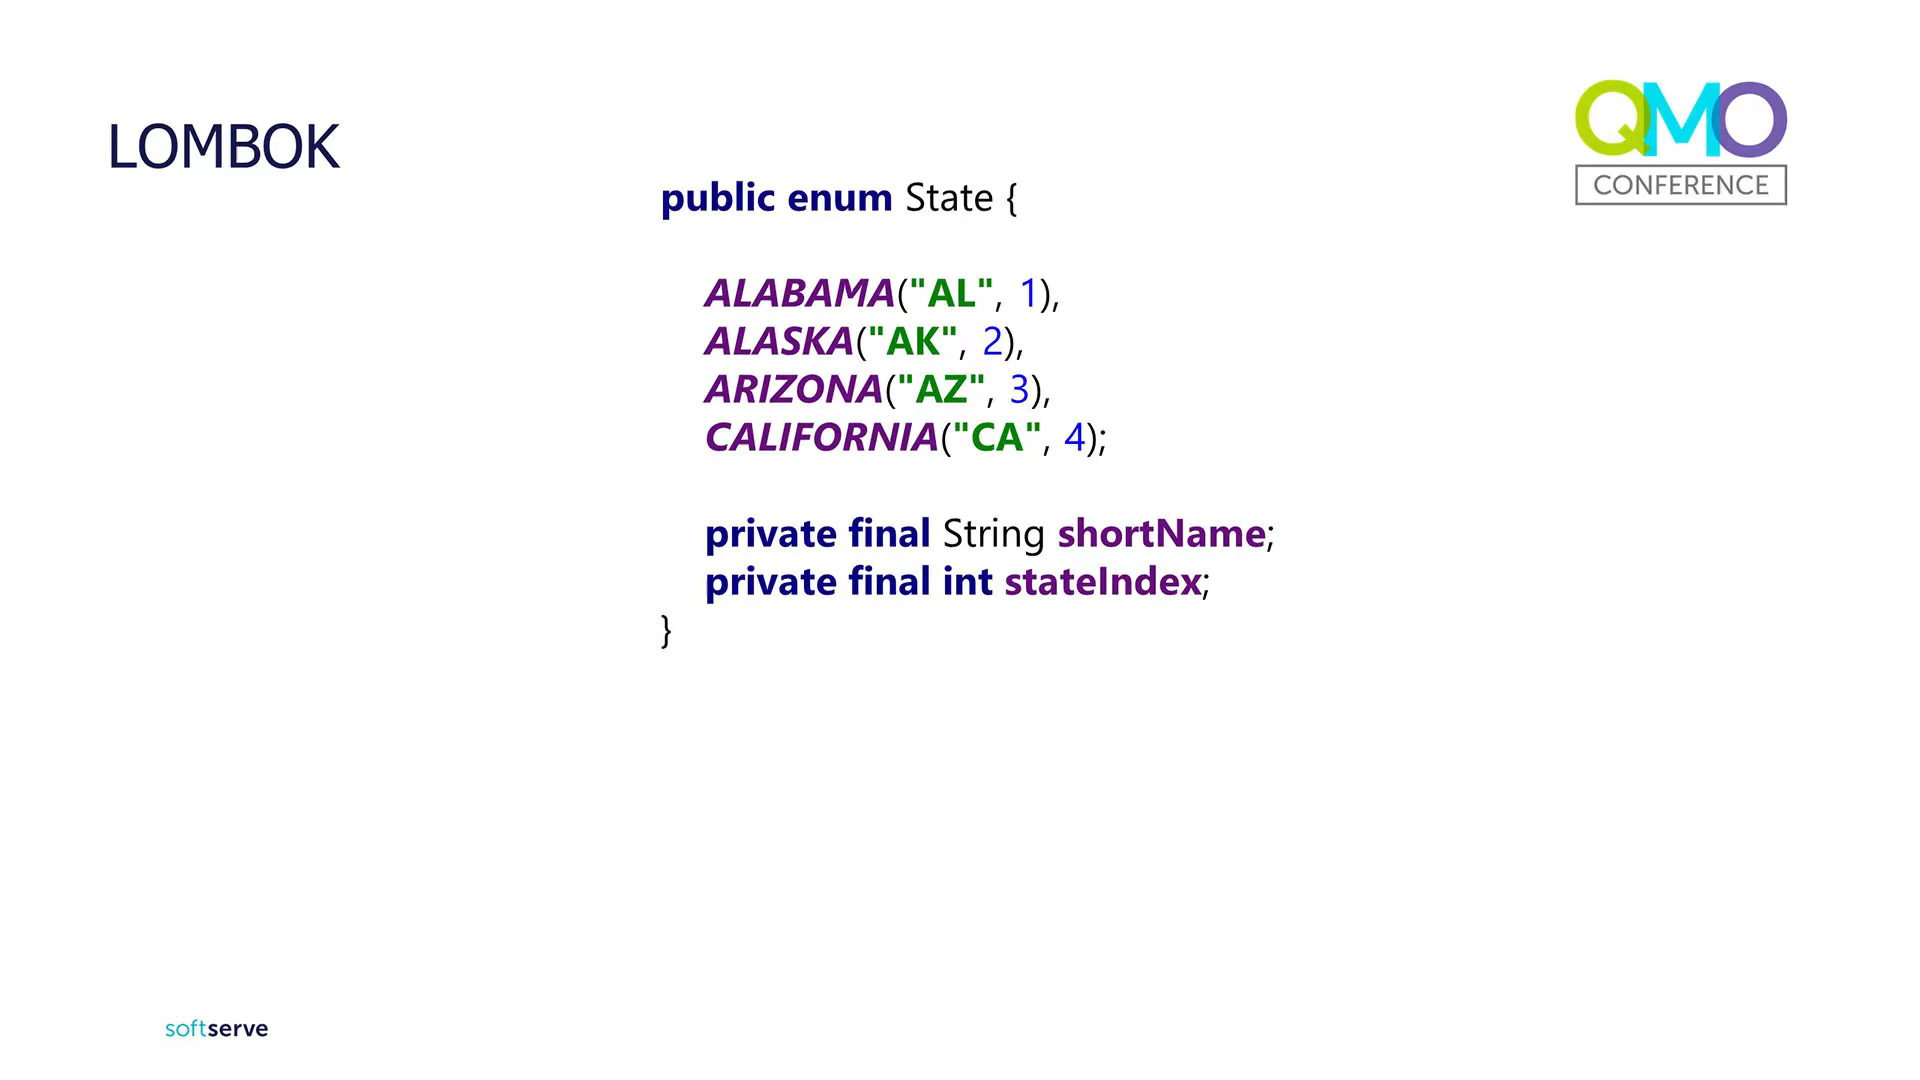 LOMBOK
QMO
CONFERENCE
public enum State {
ALABAMA("AL", 1),
ALASKA("AK", 2),
ARIZONA("AZ", 3),
CALIFORNIA("CA", 4);
private final String shortName;
private final int stateIndex;
}
softserve